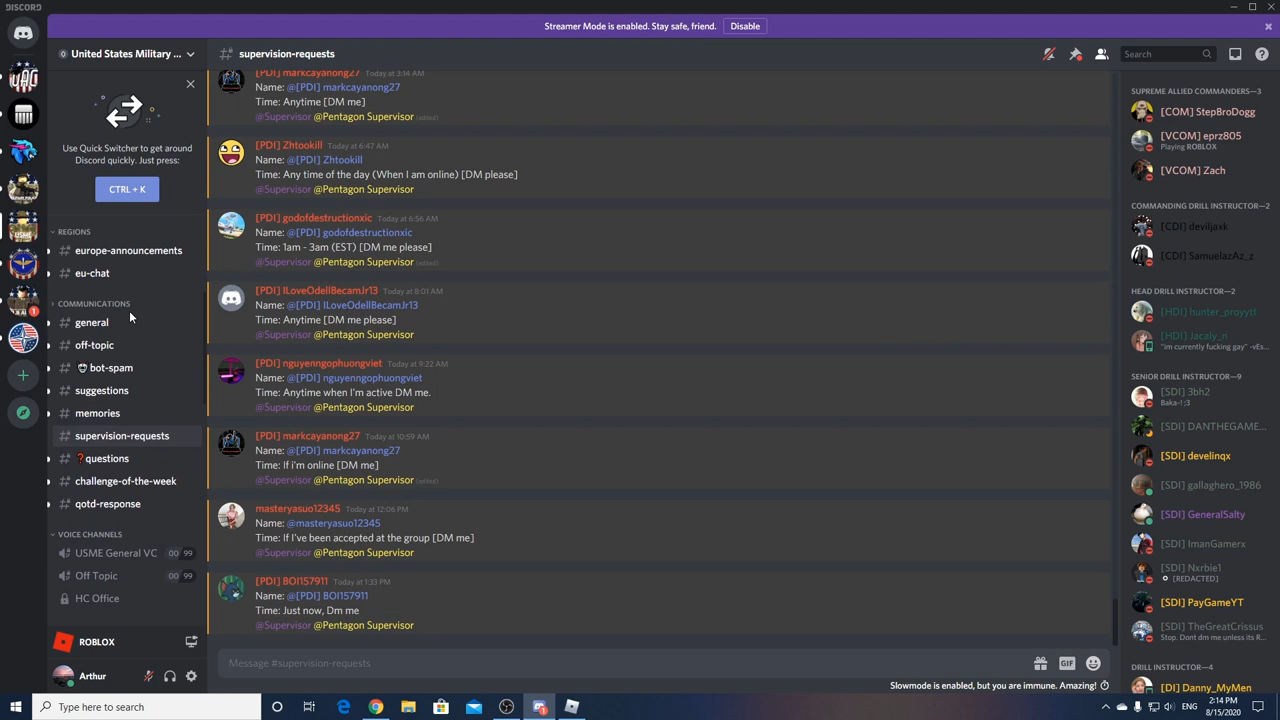 DISCORD
Streamer Mode is enabled. Stay safe, friend. Disable
United States Military ...
supervision-requests
Search
Use Quick Switcher to get around
Discord quickly. Just press:
CTRL + K
REGIONS
# europe-announcements
# eu-chat
COMMUNICATIONS
# general
# off-topic
# bot-spam
# suggestions
# memories
# supervision-requests
# ❓questions
# challenge-of-the-week
# qotd-response
VOICE CHANNELS
USME General VC 00 99
Off Topic 00 99
HC Office
ROBLOX
Arthur
[PDI] markcayanong27 Today at 3:14 AM
Name: @[PDI] markcayanong27
Time: Anytime [DM me]
@Supervisor @Pentagon Supervisor (edited)
[PDI] Zhtookill Today at 6:47 AM
Name: @[PDI] Zhtookill
Time: Any time of the day (When I am online) [DM please]
@Supervisor @Pentagon Supervisor
[PDI] godofdestructionxic Today at 6:56 AM
Name: @[PDI] godofdestructionxic
Time: 1am - 3am (EST) [DM me please]
@Supervisor @Pentagon Supervisor (edited)
[PDI] ILoveOdellBecamJr13 Today at 8:01 AM
Name: @[PDI] ILoveOdellBecamJr13
Time: Anytime [DM me please]
@Supervisor @Pentagon Supervisor
[PDI] nguyenngophuongviet Today at 9:22 AM
Name: @[PDI] nguyenngophuongviet
Time: Anytime when I'm active DM me.
@Supervisor @Pentagon Supervisor
[PDI] markcayanong27 Today at 10:59 AM
Name: @[PDI] markcayanong27
Time: If i'm online [DM me]
@Supervisor @Pentagon Supervisor (edited)
masteryasuo12345 Today at 12:06 PM
Name: @masteryasuo12345
Time: If I've been accepted at the group [DM me]
@Supervisor @Pentagon Supervisor
[PDI] BOI157911 Today at 1:33 PM
Name: @[PDI] BOI157911
Time: Just now, Dm me
@Supervisor @Pentagon Supervisor
Message #supervision-requests
GIF
Slowmode is enabled, but you are immune. Amazing!
SUPREME ALLIED COMMANDERS—3
[COM] StepBroDogg
[VCOM] eprz805
Playing ROBLOX
[VCOM] Zach
COMMANDING DRILL INSTRUCTOR—2
[CDI] deviljaxk
[CDI] SamuelazAz_z
HEAD DRILL INSTRUCTOR—2
[HDI] hunter_proyytt
[HDI] Jacaly_n
"im currently fucking gay" -vEs...
SENIOR DRILL INSTRUCTOR—9
[SDI] 3bh2
Baka~! ;3
[SDI] DANTHEGAME...
[SDI] develinqx
[SDI] gallaghero_1986
[SDI] GeneralSalty
[SDI] ImanGamerx
[SDI] Nxrbie1
[REDACTED]
[SDI] PayGameYT
[SDI] TheGreatCrissus
Stop. Dont dm me unless its R...
DRILL INSTRUCTOR—4
[DI] Danny_MyMen
Type here to search
ENG
2:14 PM
8/15/2020